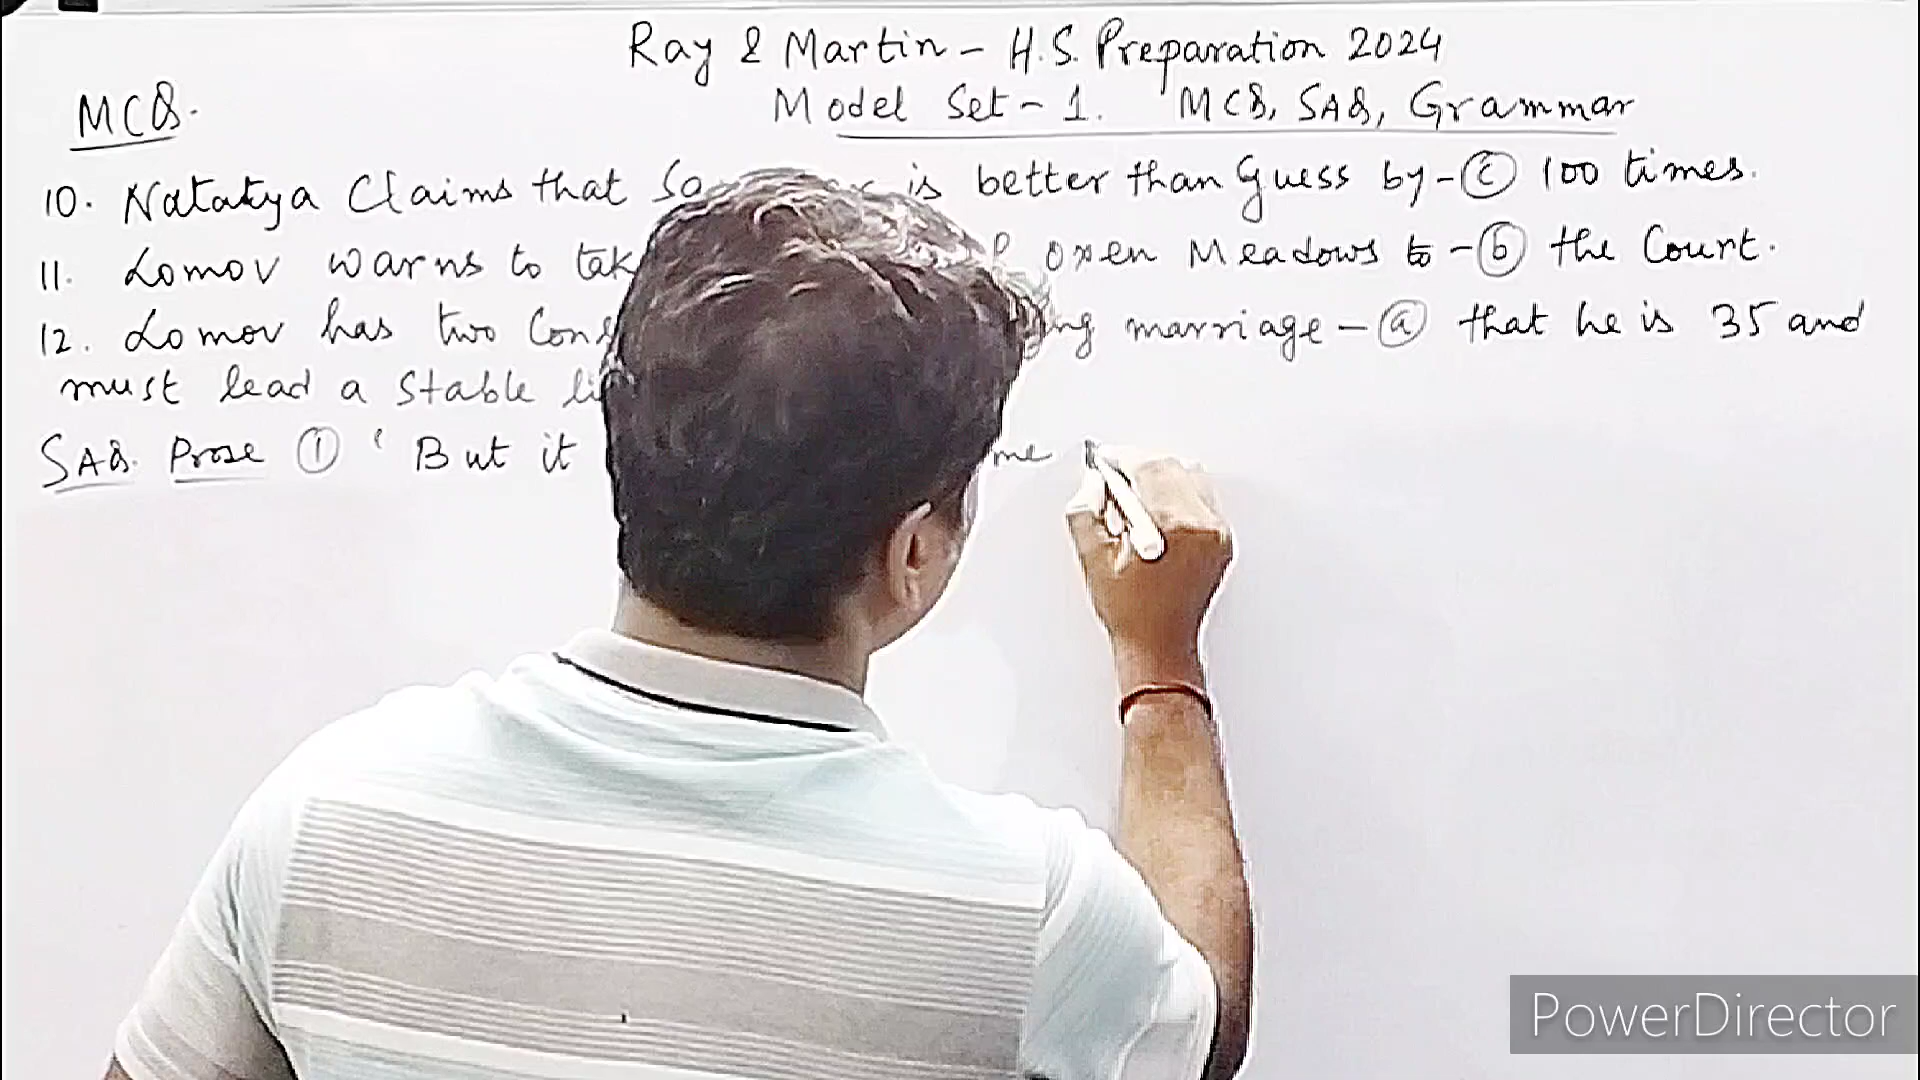 Ray & Martin - H.S. Preparation 2024
MCQ. Model Set - 1. MCQ, SAQ, Grammar
10. Natatya Claims that is better than Guess by - (c) 100 times.
11. Lomov warns to oxen Meadows to - (b) the Court.
12. Lomov has two marriage - (a) that he is 35 and
must lead a Stable
SAQ. Prose (1) ' But it me
PowerDirector